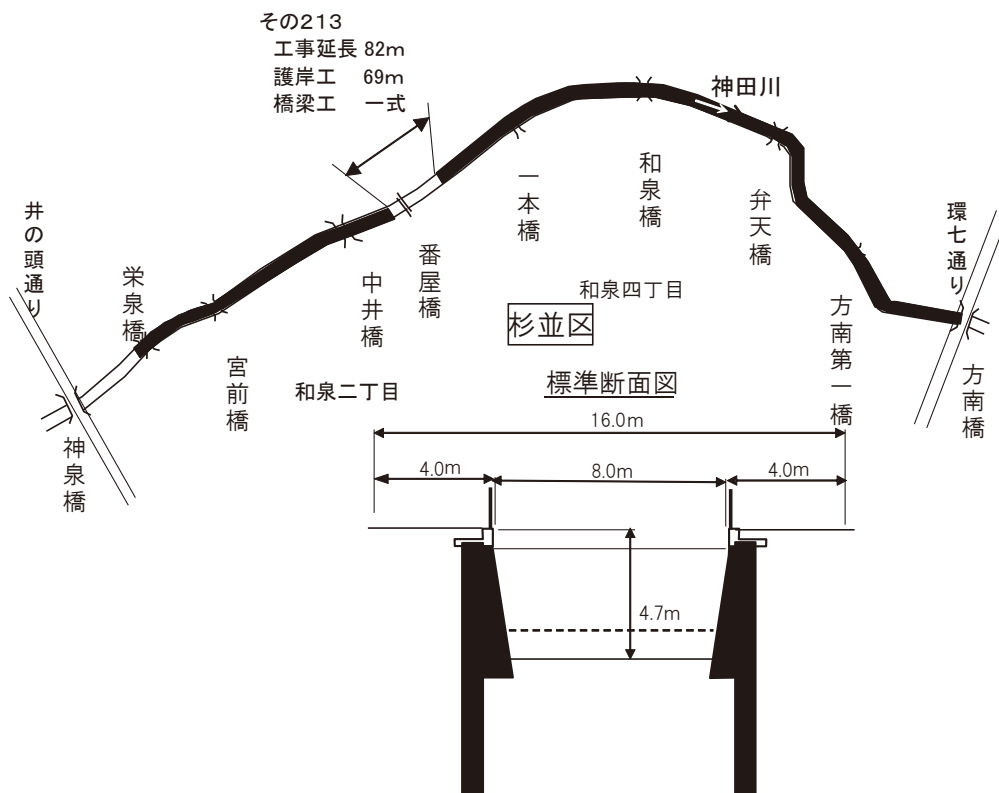 その213
工事延長 82m
護岸工 69m
橋梁工 一式
神田川
井の頭通り
栄泉橋
宮前橋
神泉橋
中井橋
番屋橋
一本橋
和泉橋
弁天橋
環七通り
方南第一橋
方南橋
和泉四丁目
杉並区
和泉二丁目
標準断面図
16.0m
4.0m
8.0m
4.0m
4.7m